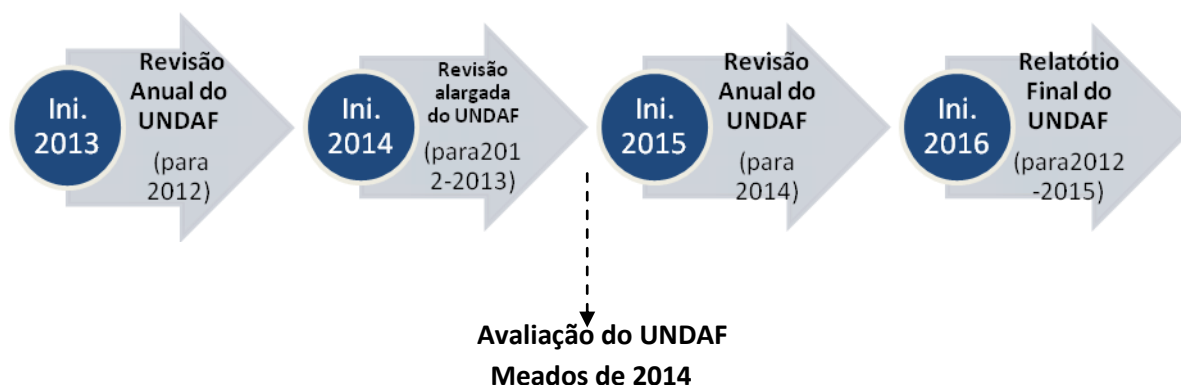 Ini.
2013
Revisão
Anual do
UNDAF
(para
2012)
Ini.
2014
Revisão
alargada
do UNDAF
(para201
2-2013)
Ini.
2015
Revisão
Anual do
UNDAF
(para
2014)
Ini.
2016
Relatótio
Final do
UNDAF
(para2012
-2015)
Avaliação do UNDAF
Meados de 2014